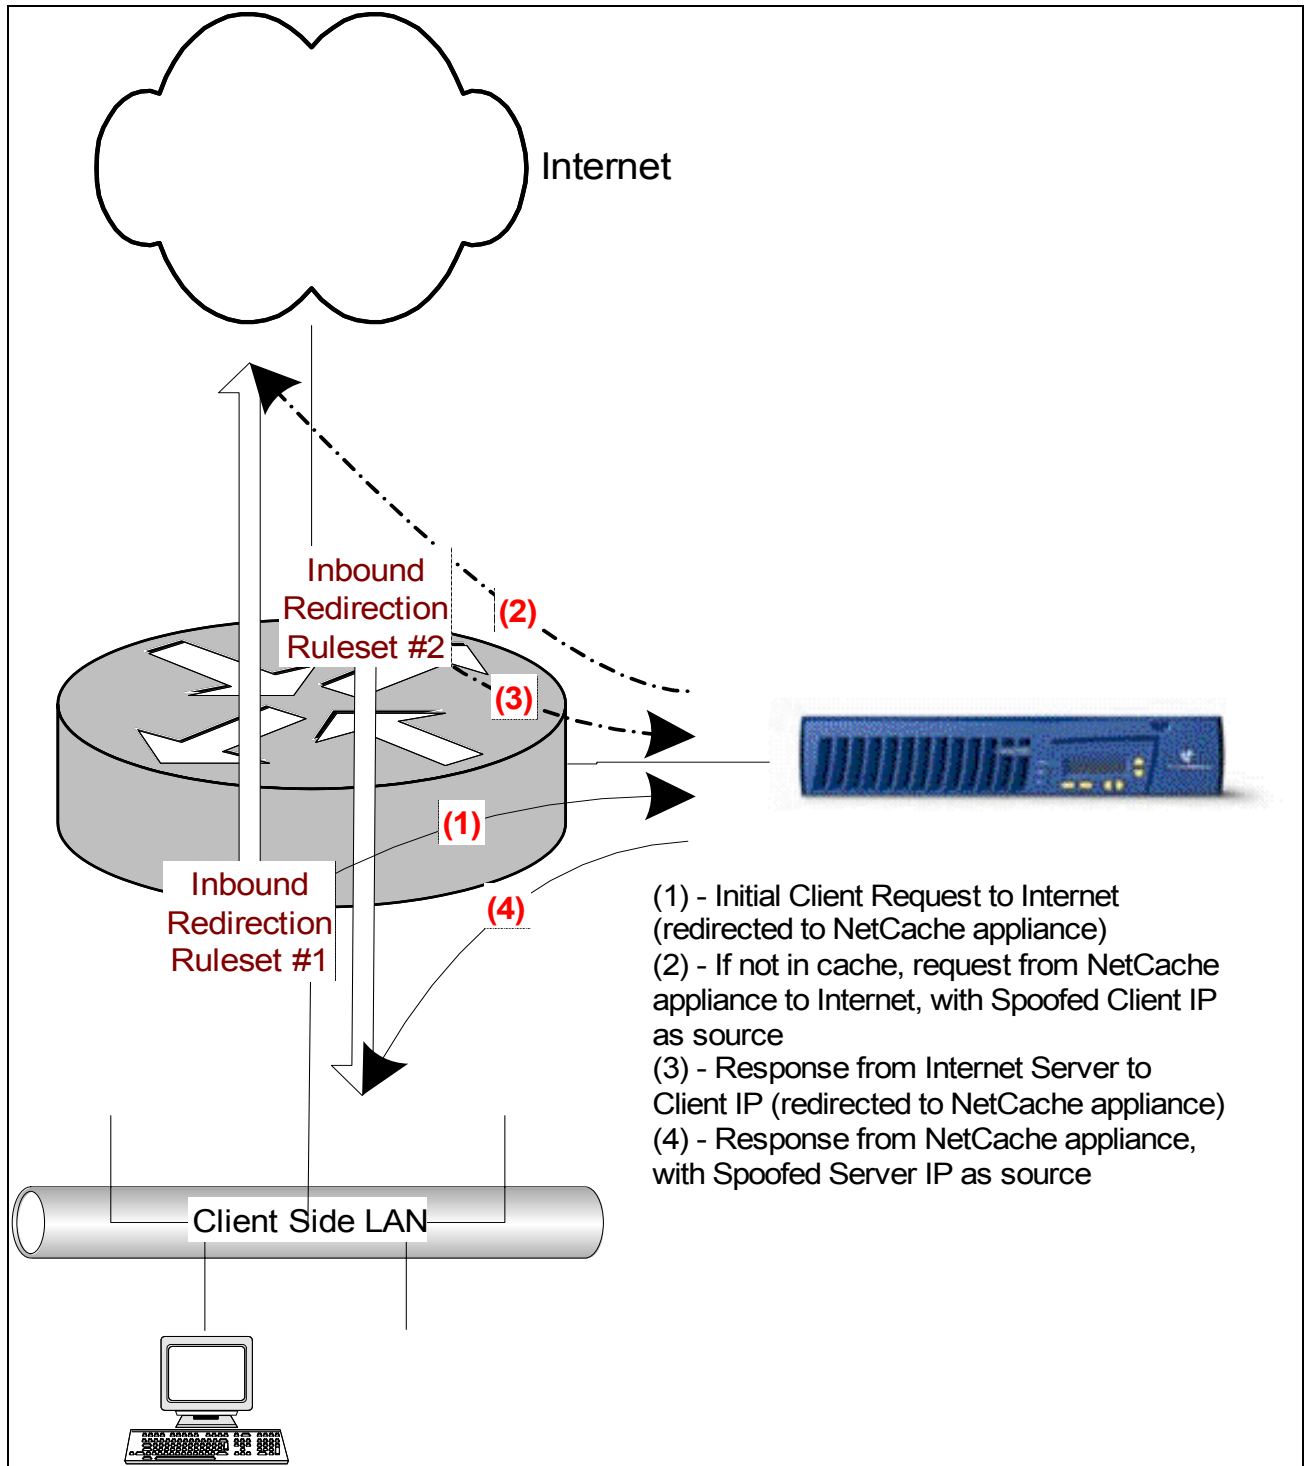 Internet
Inbound
Redirection
Ruleset #2
(2)
(3)
(1)
Inbound
Redirection
Ruleset #1
(4)
(1) - Initial Client Request to Internet
(redirected to NetCache appliance)
(2) - If not in cache, request from NetCache
appliance to Internet, with Spoofed Client IP
as source
(3) - Response from Internet Server to
Client IP (redirected to NetCache appliance)
(4) - Response from NetCache appliance,
with Spoofed Server IP as source
Client Side LAN